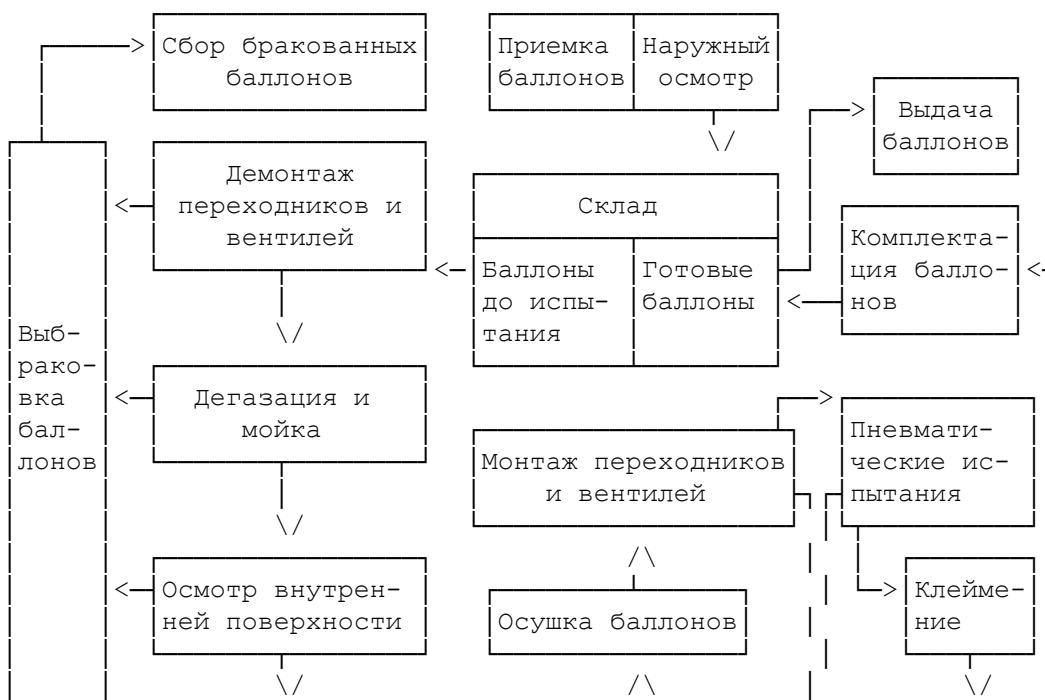 Сбор бракованных
баллонов
Приемка
баллонов
Наружный
осмотр
Выдача
баллонов
Демонтаж
переходников и
вентилей
Склад
Баллоны
до испы-
тания
Готовые
баллоны
Комплекта-
ция балло-
нов
Выб-
рако-
вка
бал-
лонов
Дегазация и
мойка
Монтаж переходников
и вентилей
Пневмати-
ческие ис-
пытания
Осмотр внутрен-
ней поверхности
Осушка баллонов
Клейме-
ние